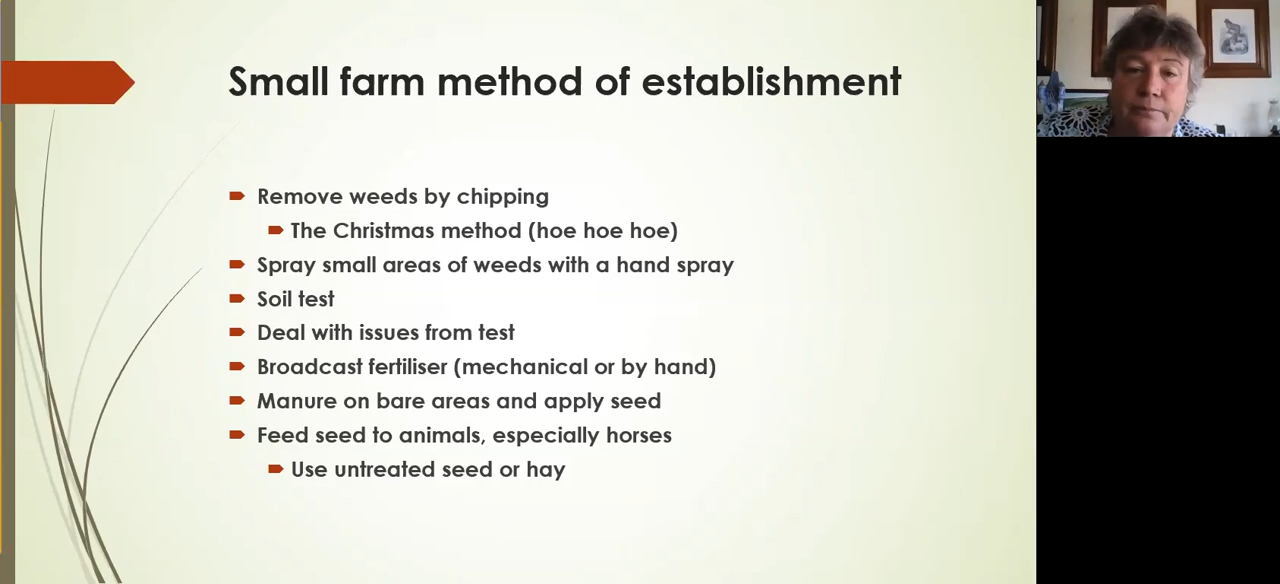 Small farm method of establishment
Remove weeds by chipping
The Christmas method (hoe hoe hoe)
Spray small areas of weeds with a hand spray
Soil test
Deal with issues from test
Broadcast fertiliser (mechanical or by hand)
Manure on bare areas and apply seed
Feed seed to animals, especially horses
Use untreated seed or hay